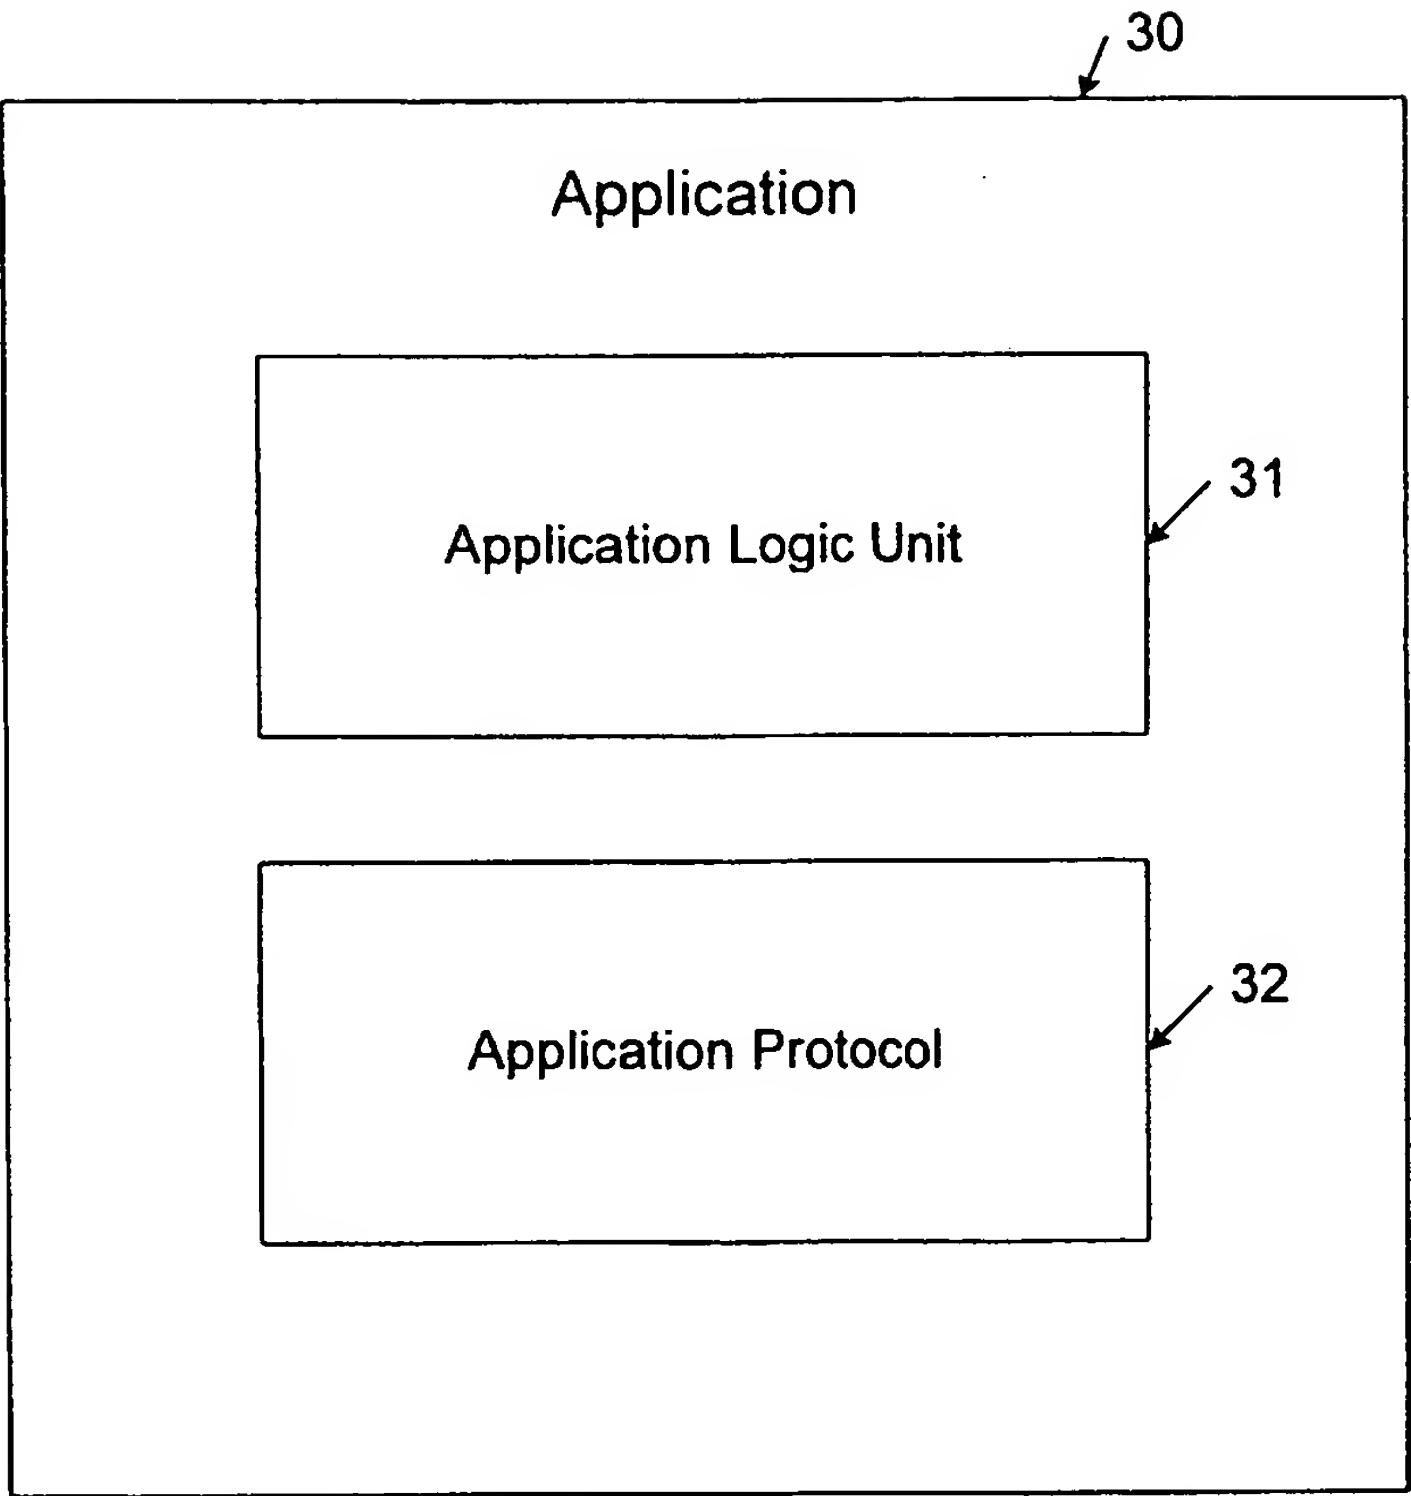 30
Application
31
Application Logic Unit
32
Application Protocol